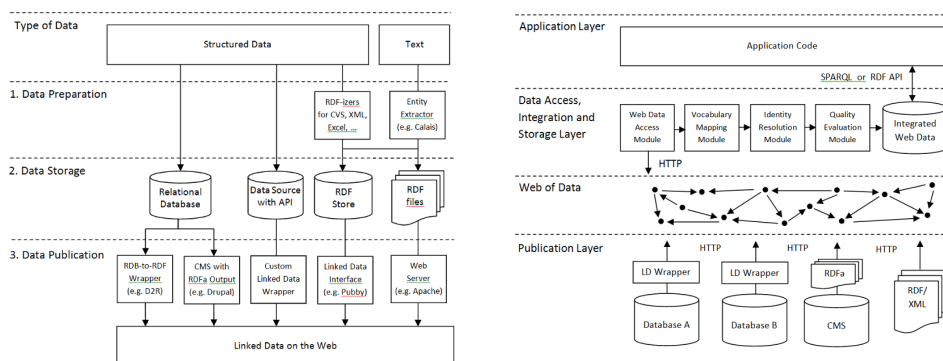 Type of Data
Structured Data
Text
1. Data Preparation
RDF-izers
for CVS, XML,
Excel, ...
Entity
Extractor
(e.g. Calais)
2. Data Storage
Relational
Database
Data Source
with API
RDF
Store
RDF
files
3. Data Publication
RDB-to-RDF
Wrapper
(e.g. D2R)
CMS with
RDFa Output
(e.g. Drupal)
Custom
Linked Data
Wrapper
Linked Data
Interface
(e.g. Pubby)
Web
Server
(e.g. Apache)
Linked Data on the Web
Application Layer
Application Code
SPARQL or RDF API
Data Access,
Integration and
Storage Layer
Web Data
Access
Module
Vocabulary
Mapping
Module
Identity
Resolution
Module
Quality
Evaluation
Module
Integrated
Web Data
HTTP
Web of Data
Publication Layer
HTTP
HTTP
HTTP
LD Wrapper
LD Wrapper
RDFa
RDF/
XML
Database A
Database B
CMS